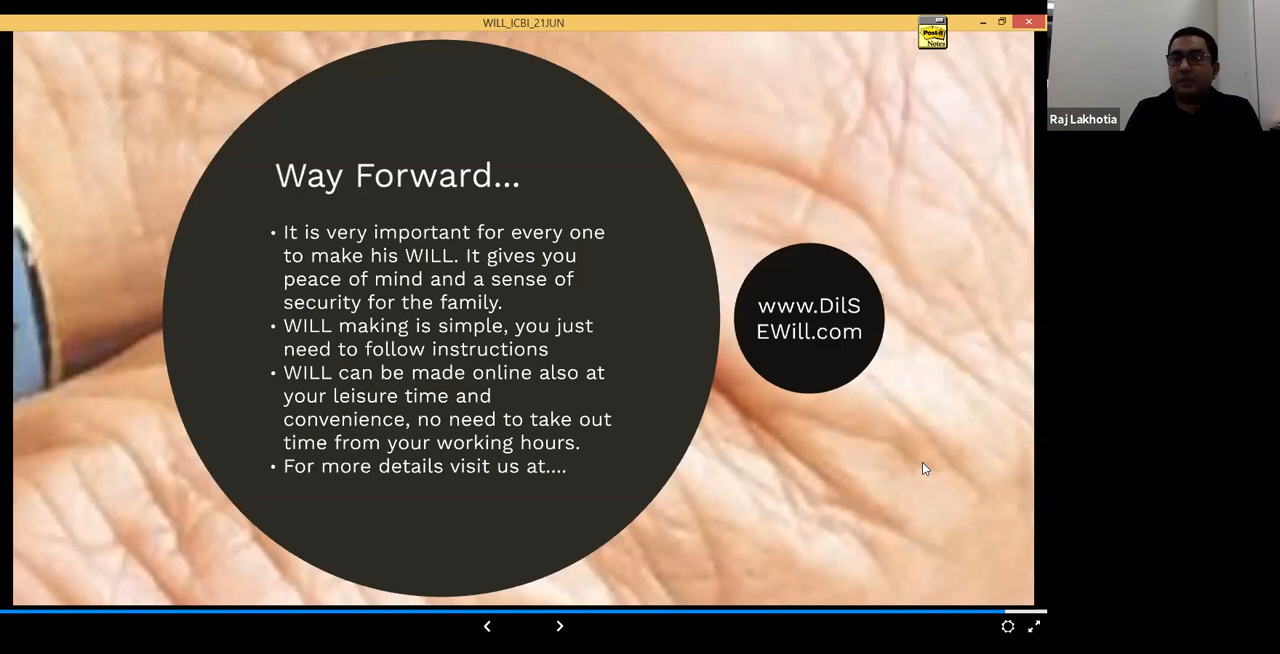 WILL_ICBI_21JUN
Post-it
Notes
Raj Lakhotia
Way Forward...
• It is very important for every one
to make his WILL. It gives you
peace of mind and a sense of
security for the family.
• WILL making is simple, you just
need to follow instructions
• WILL can be made online also at
your leisure time and
convenience, no need to take out
time from your working hours.
• For more details visit us at....
www.DilS
EWill.com